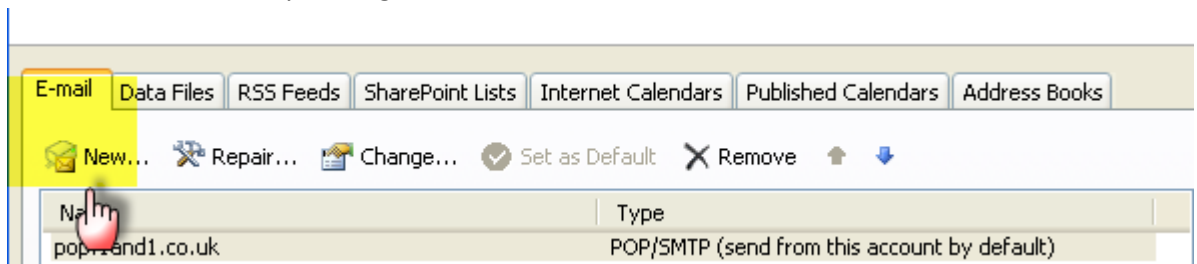 E-mail Data Files RSS Feeds SharePoint Lists Internet Calendars Published Calendars Address Books
New... Repair... Change... Set as Default Remove
Type
POP/SMTP (send from this account by default)